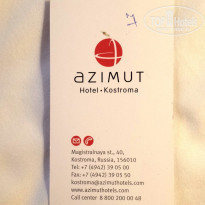 AZIMUT
Hotel • Kostroma
Magistralnaya st., 40,
Kostroma, Russia, 156010
Tel: +7 (4942) 39 05 00
Fax: +7 (4942) 39 05 50
kostroma@azimuthotels.com
www.azimuthotels.com
Call center 8 800 200 00 48